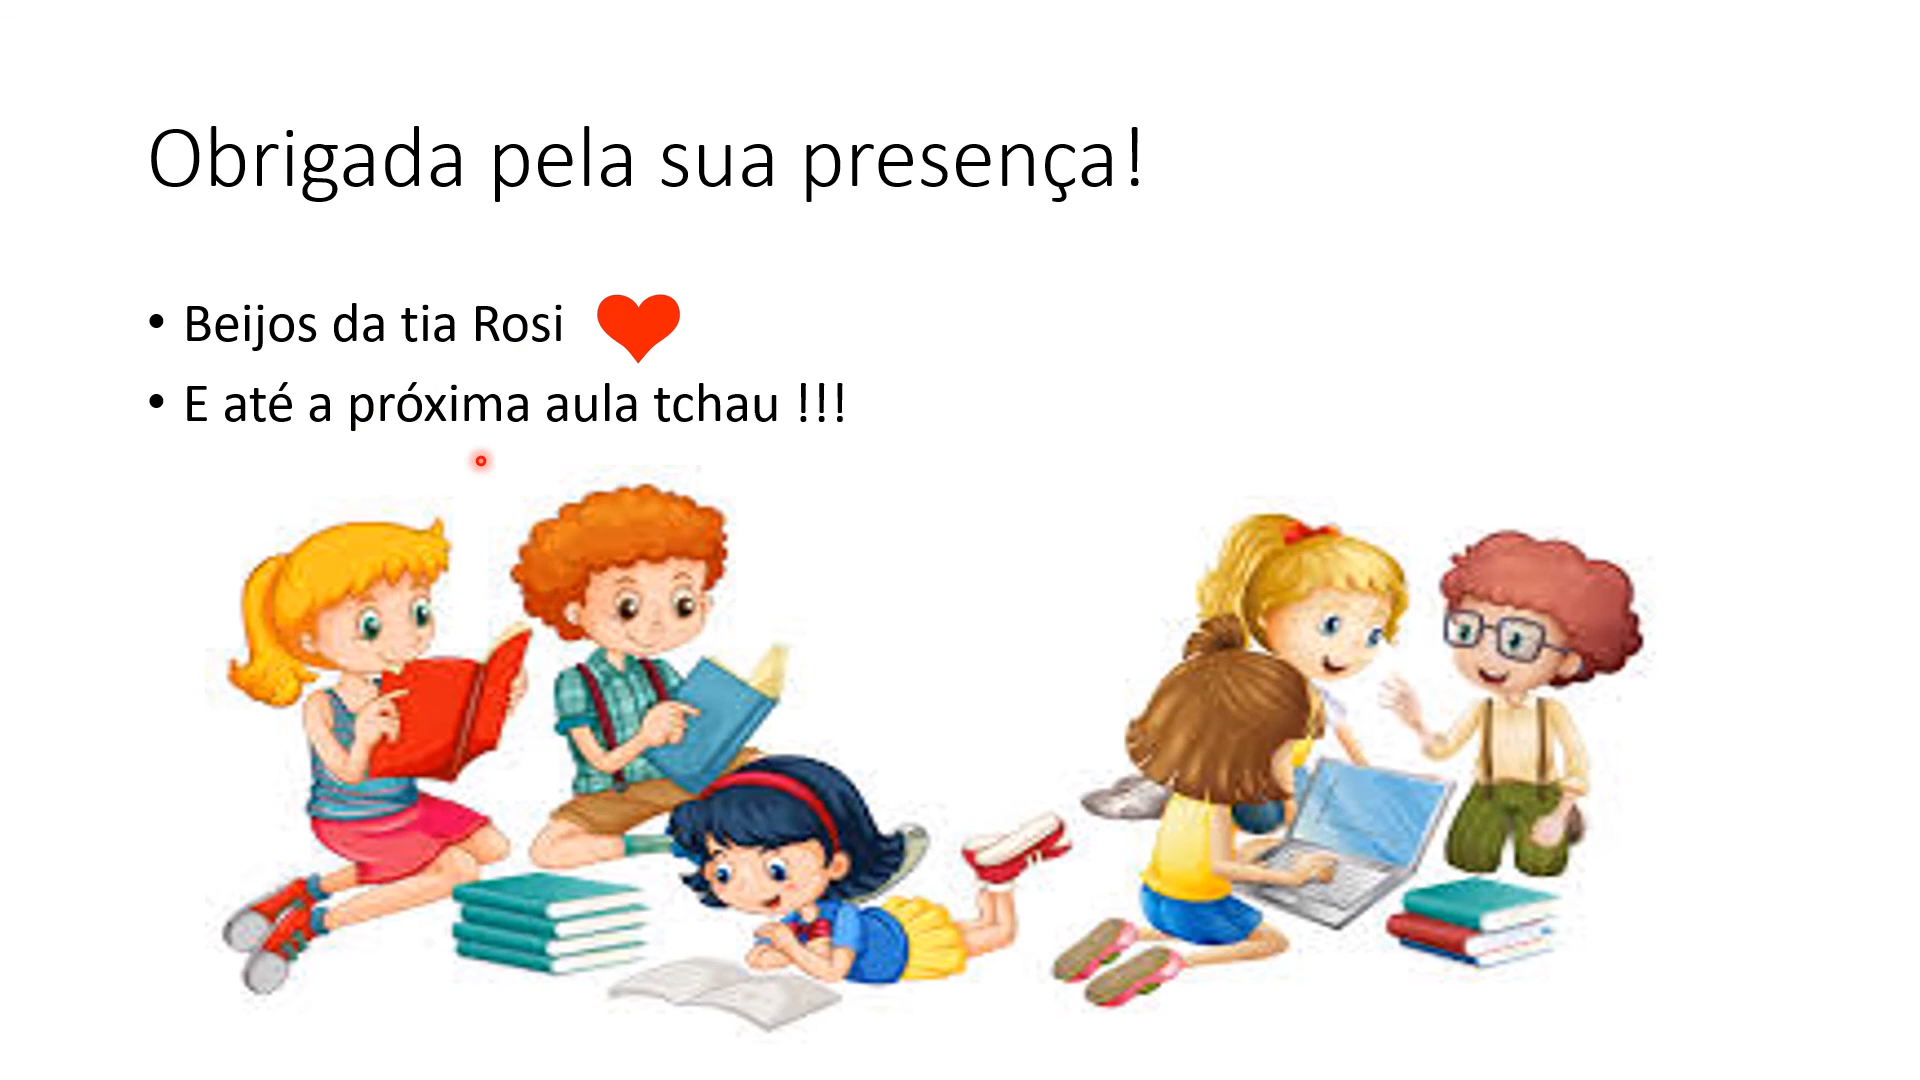 Obrigada pela sua presença!
• Beijos da tia Rosi
• E até a próxima aula tchau !!!